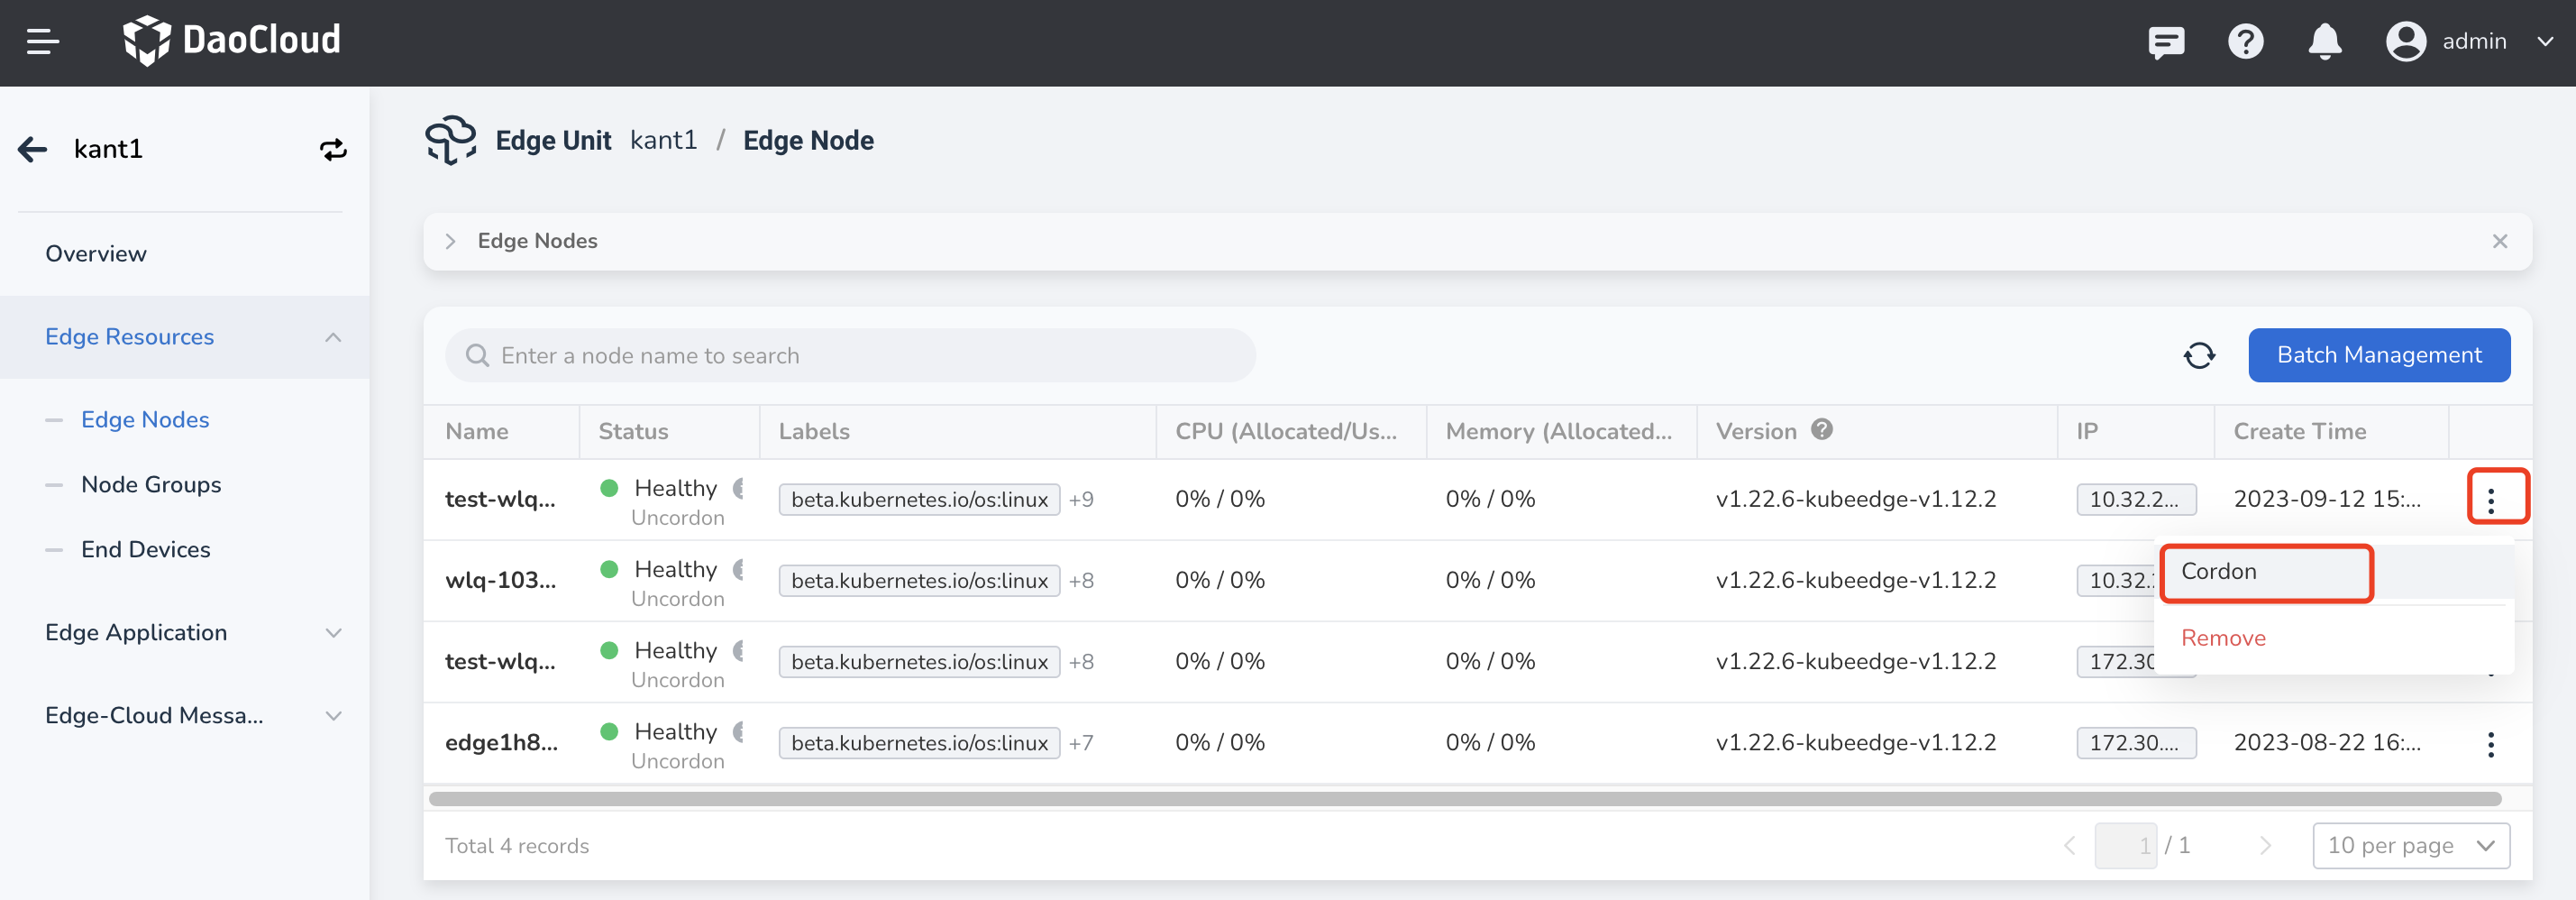 DaoCloud
admin
kant1
Overview
Edge Resources
Edge Nodes
Node Groups
End Devices
Edge Application
Edge-Cloud Messa...
Edge Unit kant1 / Edge Node
Edge Nodes
Enter a node name to search
Batch Management
Name Status Labels CPU (Allocated/Us... Memory (Allocated... Version IP Create Time
test-wlq... Healthy beta.kubernetes.io/os:linux +9 0% / 0% 0% / 0% v1.22.6-kubeedge-v1.12.2 10.32.2... 2023-09-12 15:...
Uncordon
Cordon
wlq-103... Healthy beta.kubernetes.io/os:linux +8 0% / 0% 0% / 0% v1.22.6-kubeedge-v1.12.2 10.32.
Uncordon
Remove
test-wlq... Healthy beta.kubernetes.io/os:linux +8 0% / 0% 0% / 0% v1.22.6-kubeedge-v1.12.2 172.30
Uncordon
edge1h8... Healthy beta.kubernetes.io/os:linux +7 0% / 0% 0% / 0% v1.22.6-kubeedge-v1.12.2 172.30.... 2023-08-22 16:...
Uncordon
Total 4 records
1 / 1
10 per page